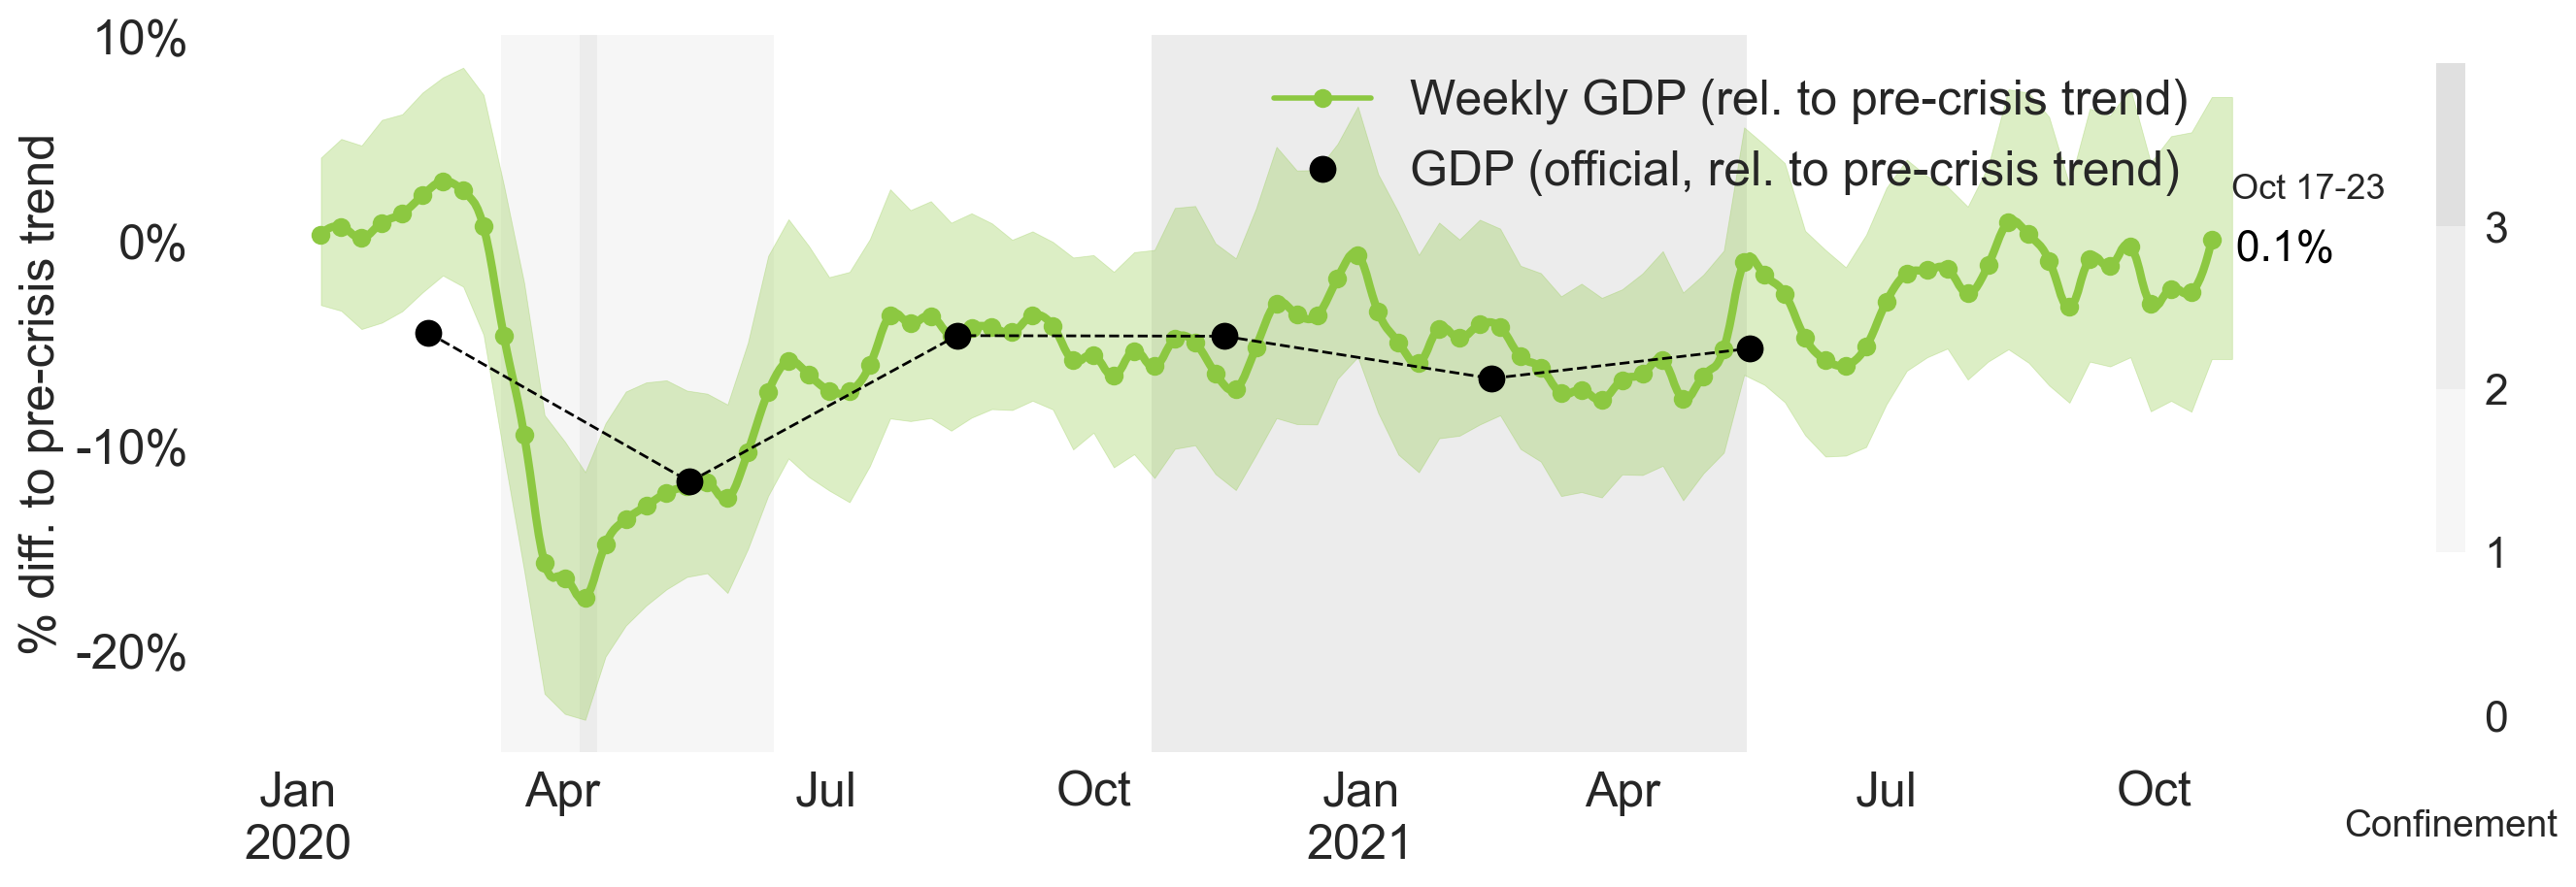 10%
0%
-10%
-20%
% diff. to pre-crisis trend
Weekly GDP (rel. to pre-crisis trend)
GDP (official, rel. to pre-crisis trend)
Oct 17-23
0.1%
3
2
1
0
Confinement
Jan Apr Jul Oct Jan Apr Jul Oct
2020 2021